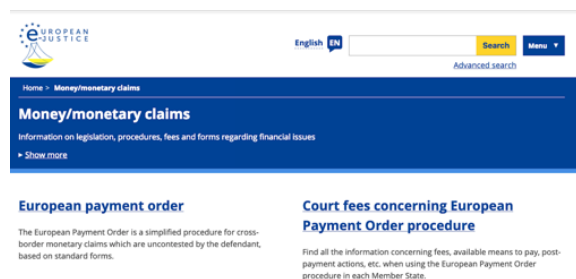 EUROPEAN
E-JUSTICE
English EN
Search
Menu ▼
Advanced search
Home > Money/monetary claims
Money/monetary claims
Information on legislation, procedures, fees and forms regarding financial issues
▸ Show more
European payment order
The European Payment Order is a simplified procedure for cross-
border monetary claims which are uncontested by the defendant,
based on standard forms.
Court fees concerning European
Payment Order procedure
Find all the information concerning fees, available means to pay, post-
payment actions, etc. when using the European Payment Order
procedure in each Member State.